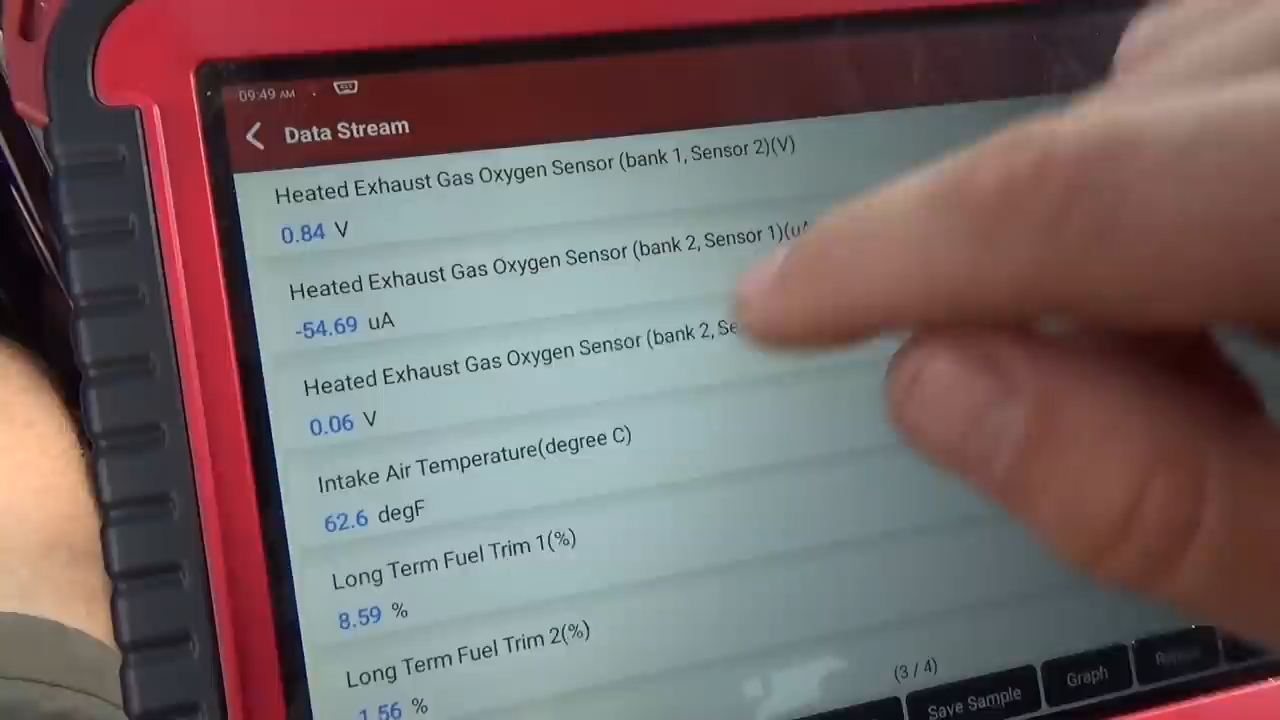 09:49 AM
Data Stream
Heated Exhaust Gas Oxygen Sensor (bank 1, Sensor 2)(V)
0.84 V
Heated Exhaust Gas Oxygen Sensor (bank 2, Sensor 1)(uA
-54.69 uA
Heated Exhaust Gas Oxygen Sensor (bank 2, Se
0.06 V
Intake Air Temperature(degree C)
62.6 degF
Long Term Fuel Trim 1(%)
8.59 %
Long Term Fuel Trim 2(%)
1.56 %
(3 / 4)
Save Sample
Graph